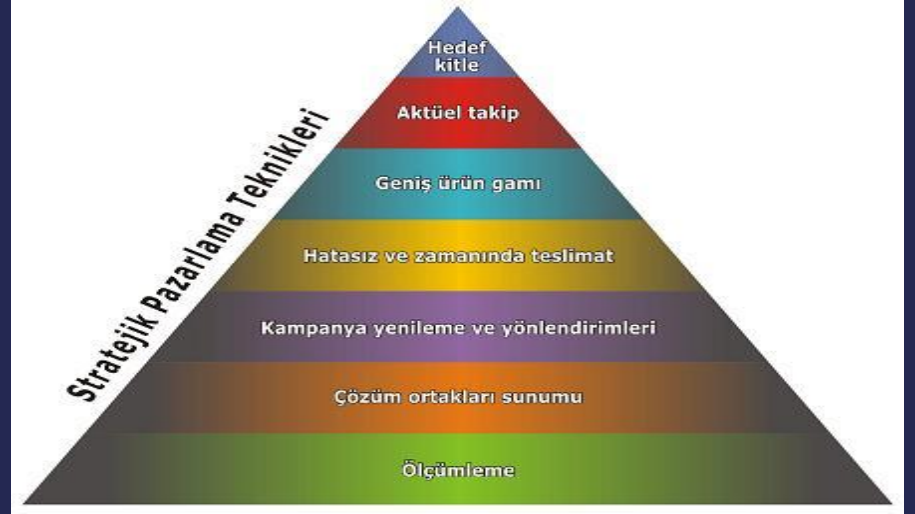 Stratejik Pazarlama Teknikleri
Hedef
kitle
Aktüel takip
Geniş ürün gamı
Hatasız ve zamanında teslimat
Kampanya yenileme ve yönlendirimleri
Çözüm ortakları sunumu
Ölçümleme